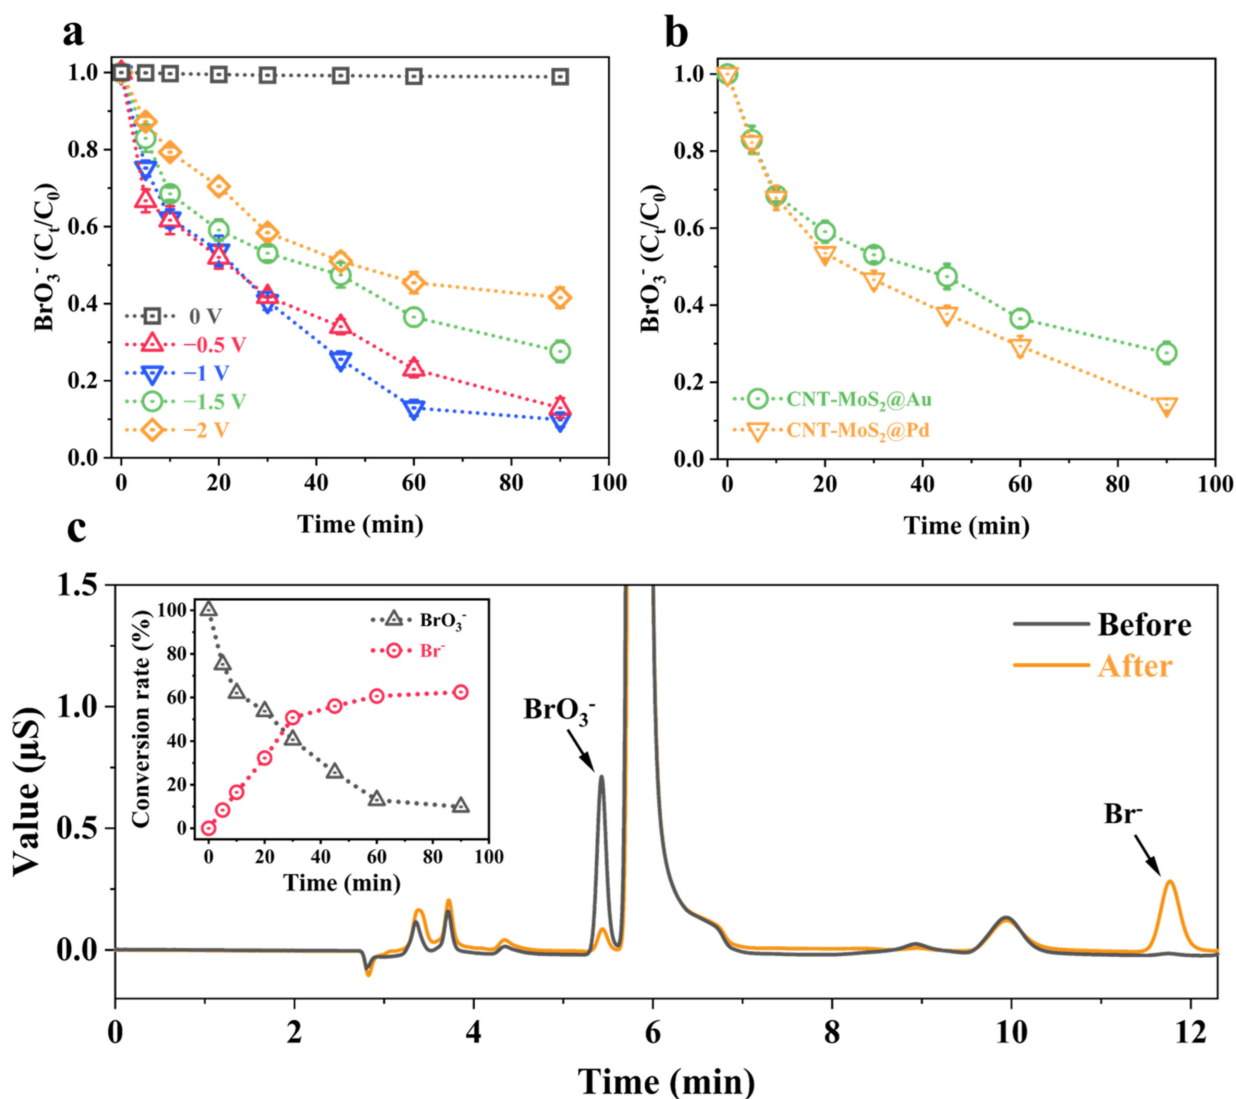 a
1.0
0.8
0.6
0.4
0.2
0.0
BrO₃⁻ (Cₜ/C₀)
0 V
−0.5 V
−1 V
−1.5 V
−2 V
0 20 40 60 80 100
Time (min)
b
1.0
0.8
0.6
0.4
0.2
0.0
BrO₃⁻ (Cₜ/C₀)
CNT-MoS₂@Au
CNT-MoS₂@Pd
0 20 40 60 80 100
Time (min)
c
1.5
1.0
0.5
0.0
Value (μS)
100
80
60
40
20
0
Conversion rate (%)
BrO₃⁻
Br⁻
0 20 40 60 80 100
Time (min)
BrO₃⁻
Before
After
Br⁻
0 2 4 6 8 10 12
Time (min)